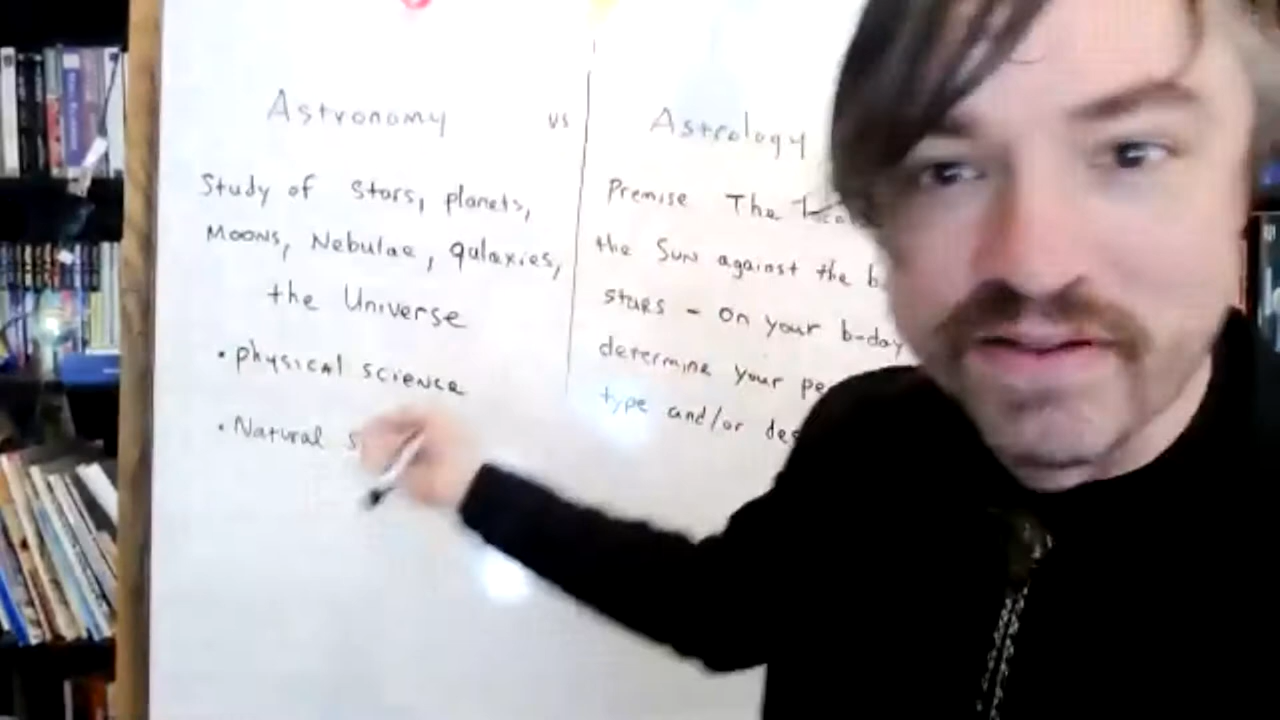 Astronomy vs Astrology
Study of stars, planets,
Moons, Nebulae, galaxies,
the Universe
• physical science
• Natural
Premise The
the Sun against the
stars - On your b-day
determine your
type and/or